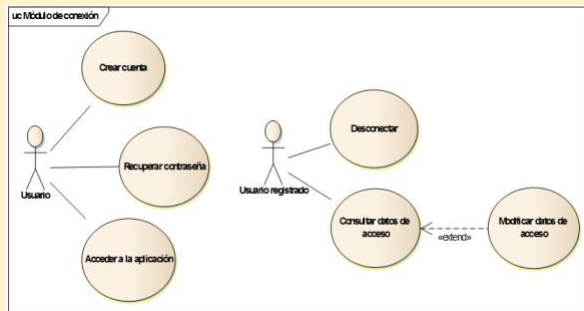 uc Módulo de conexión
Crear cuenta
Recuperar contraseña
Usuario
Acceder a la aplicación
Desconectar
Usuario registrado
Consultar datos de
acceso
«extend»
Modificar datos de
acceso